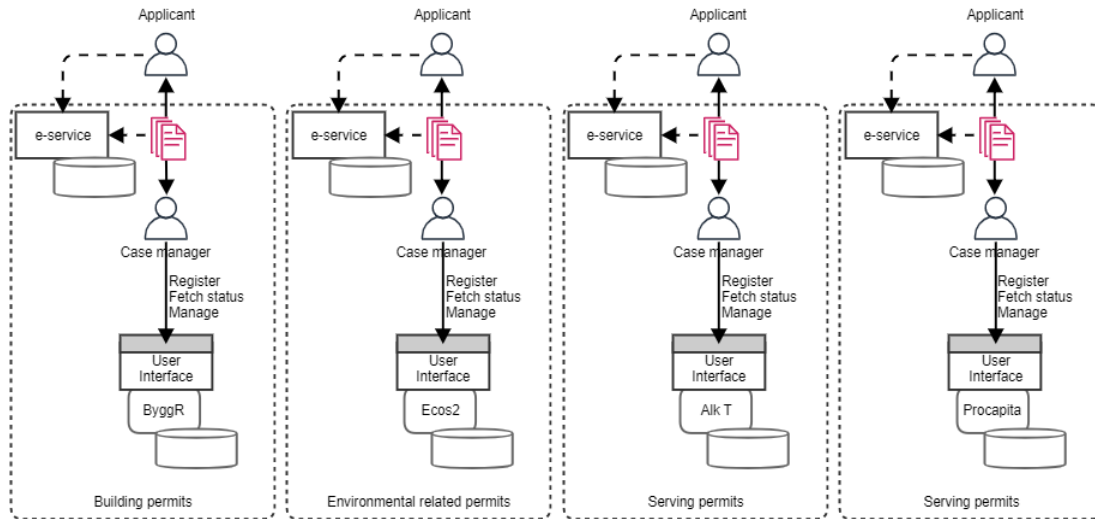 Applicant
Applicant
Applicant
Applicant
e-service
e-service
e-service
e-service
Case manager
Case manager
Case manager
Case manager
Register
Fetch status
Manage
Register
Fetch status
Manage
Register
Fetch status
Manage
Register
Fetch status
Manage
User
Interface
User
Interface
User
Interface
User
Interface
ByggR
Ecos2
Alk T
Procapita
Building permits
Environmental related permits
Serving permits
Serving permits